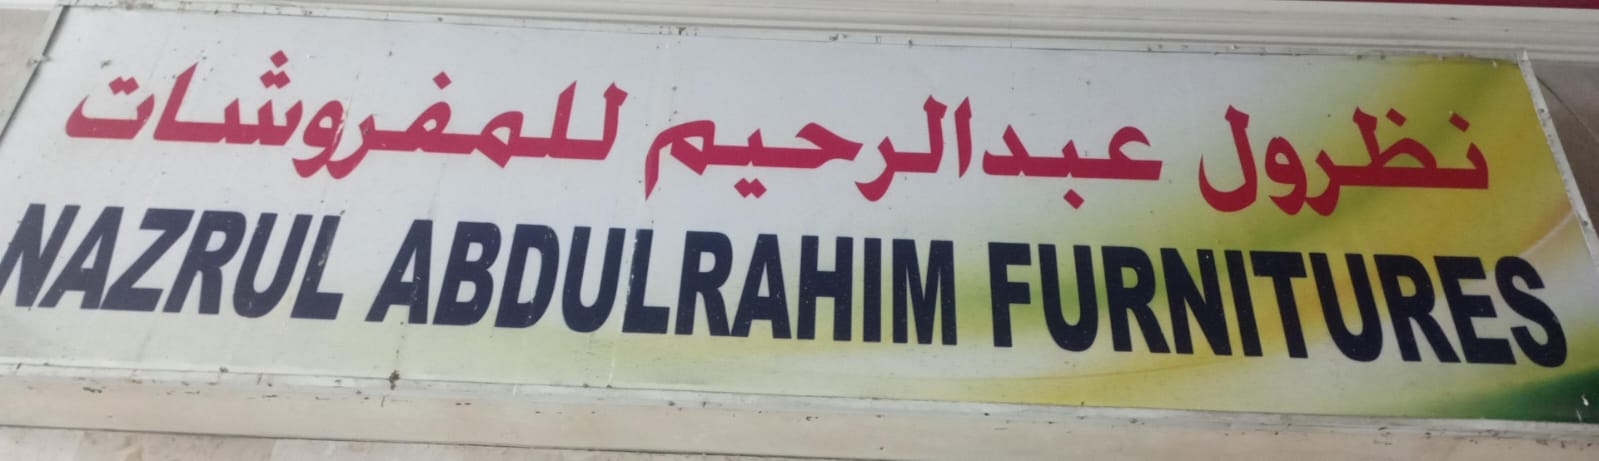 نظرول عبدالرحيم للمفروشات
NAZRUL ABDULRAHIM FURNITURES